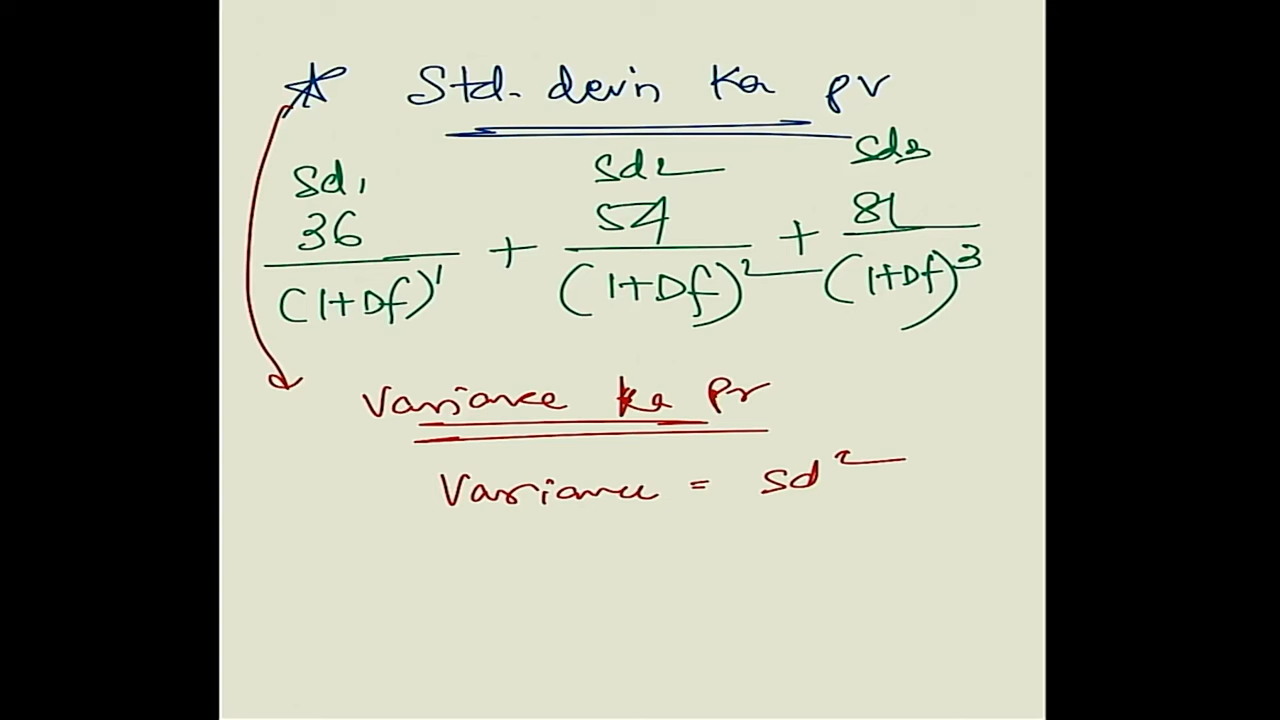 ☆ Std. devin ka pv
sd1 sd2 sd3
36 / (1+Df)^1 + 54 / (1+Df)^2 + 81 / (1+Df)^3
Variance ka pv
Variance = sd^2